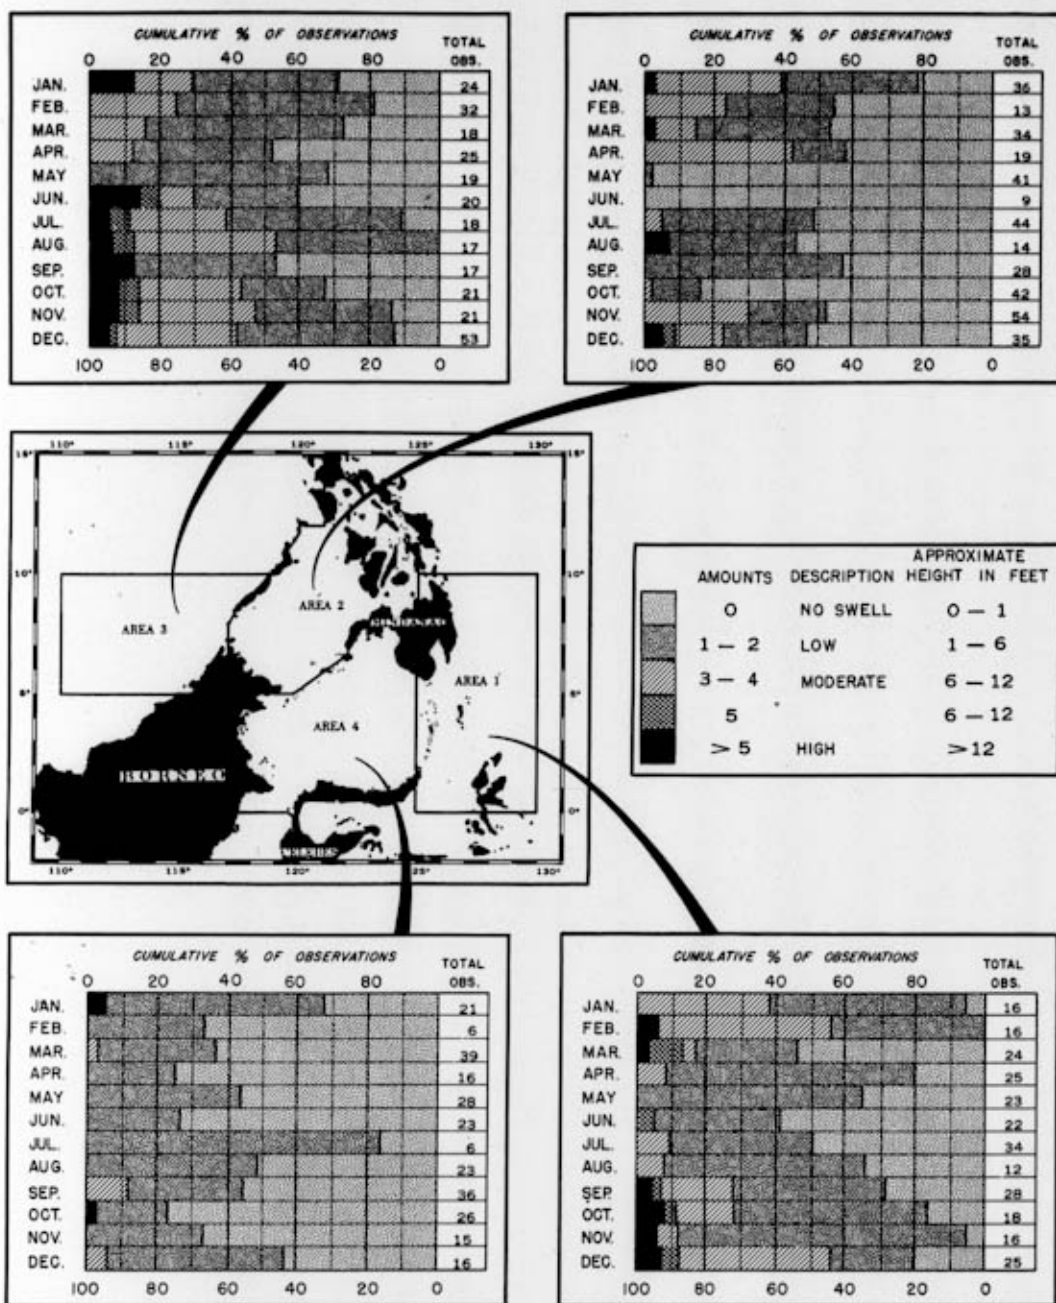 CUMULATIVE % OF OBSERVATIONS
0 20 40 60 80 TOTAL OBS.
JAN. 24
FEB. 32
MAR. 18
APR. 25
MAY 19
JUN. 20
JUL. 18
AUG. 17
SEP. 17
OCT. 21
NOV. 21
DEC. 53
100 80 60 40 20 0
CUMULATIVE % OF OBSERVATIONS
0 20 40 60 80 TOTAL OBS.
JAN. 36
FEB. 13
MAR. 34
APR. 19
MAY 41
JUN. 9
JUL. 44
AUG. 14
SEP. 28
OCT. 42
NOV. 54
DEC. 35
100 80 60 40 20 0
110° 115° 120° 125° 130°
15° 15°
10° 10°
AREA 2
AREA 3
MINDANAO
AREA 1
5° 5°
AREA 4
BORNEO
0° 0°
CELEBES
110° 115° 120° 125° 130°
AMOUNTS DESCRIPTION APPROXIMATE HEIGHT IN FEET
0 NO SWELL 0 — 1
1 — 2 LOW 1 — 6
3 — 4 MODERATE 6 — 12
5 6 — 12
> 5 HIGH >12
CUMULATIVE % OF OBSERVATIONS
0 20 40 60 80 TOTAL OBS.
JAN. 21
FEB. 6
MAR. 39
APR. 16
MAY 28
JUN. 23
JUL. 6
AUG. 23
SEP. 36
OCT. 26
NOV. 15
DEC. 16
100 80 60 40 20 0
CUMULATIVE % OF OBSERVATIONS
0 20 40 60 80 TOTAL OBS.
JAN. 16
FEB. 16
MAR. 24
APR. 25
MAY 23
JUN. 22
JUL. 34
AUG. 12
SEP. 28
OCT. 18
NOV. 16
DEC. 25
100 80 60 40 20 0